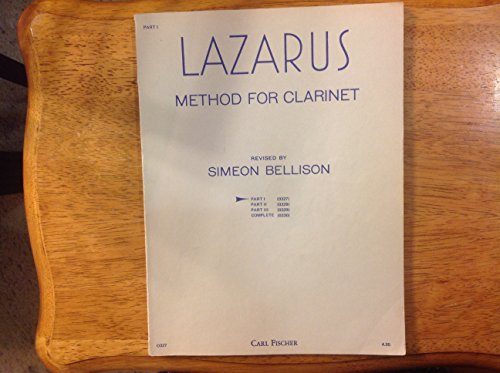 PART I
LAZARUS
METHOD FOR CLARINET
REVISED BY
SIMEON BELLISON
PART I
PART II
PART III
COMPLETE
CARL FISCHER